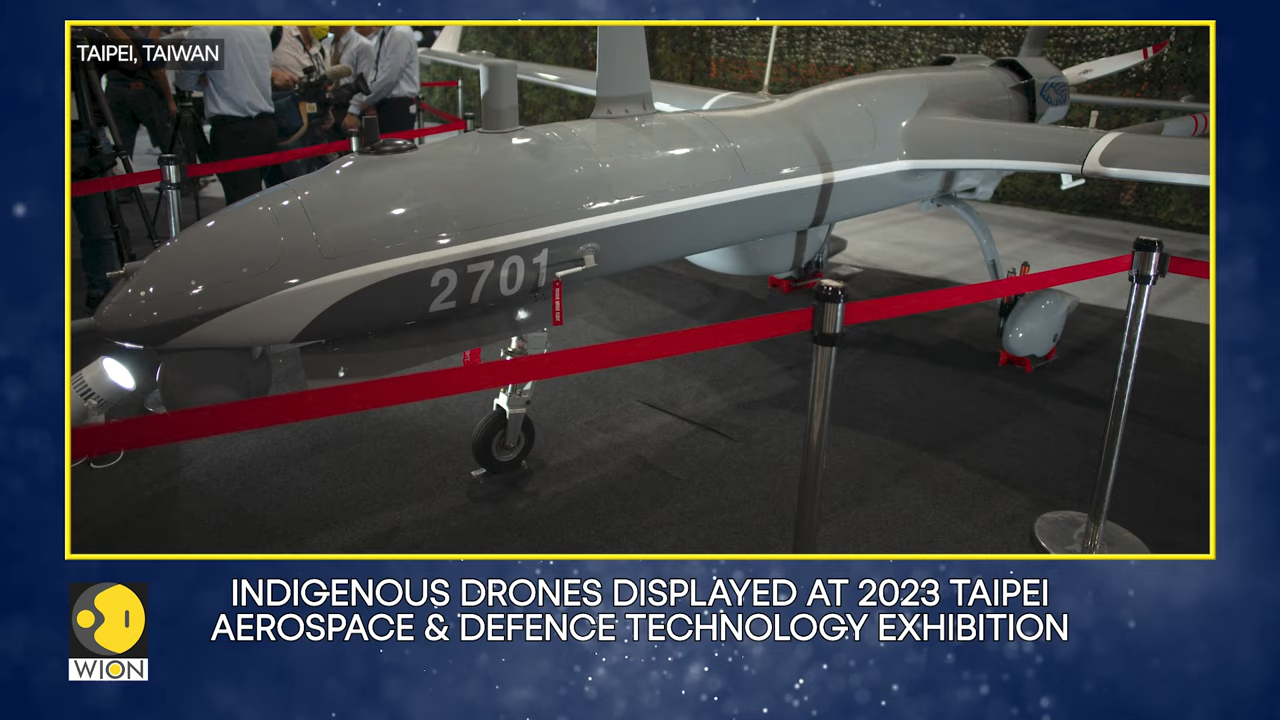 TAIPEI, TAIWAN
2701
INDIGENOUS DRONES DISPLAYED AT 2023 TAIPEI
AEROSPACE & DEFENCE TECHNOLOGY EXHIBITION
WION